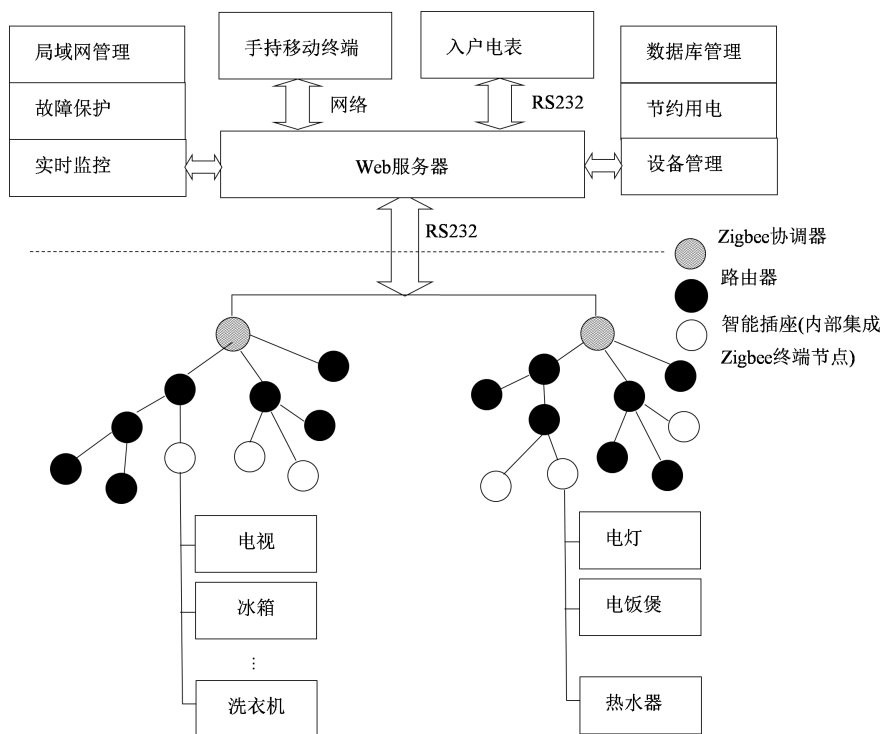 局域网管理
故障保护
实时监控
手持移动终端
入户电表
网络
RS232
数据库管理
节约用电
设备管理
Web服务器
RS232
Zigbee协调器
路由器
智能插座(内部集成
Zigbee终端节点)
电视
冰箱
...
洗衣机
电灯
电饭煲
热水器